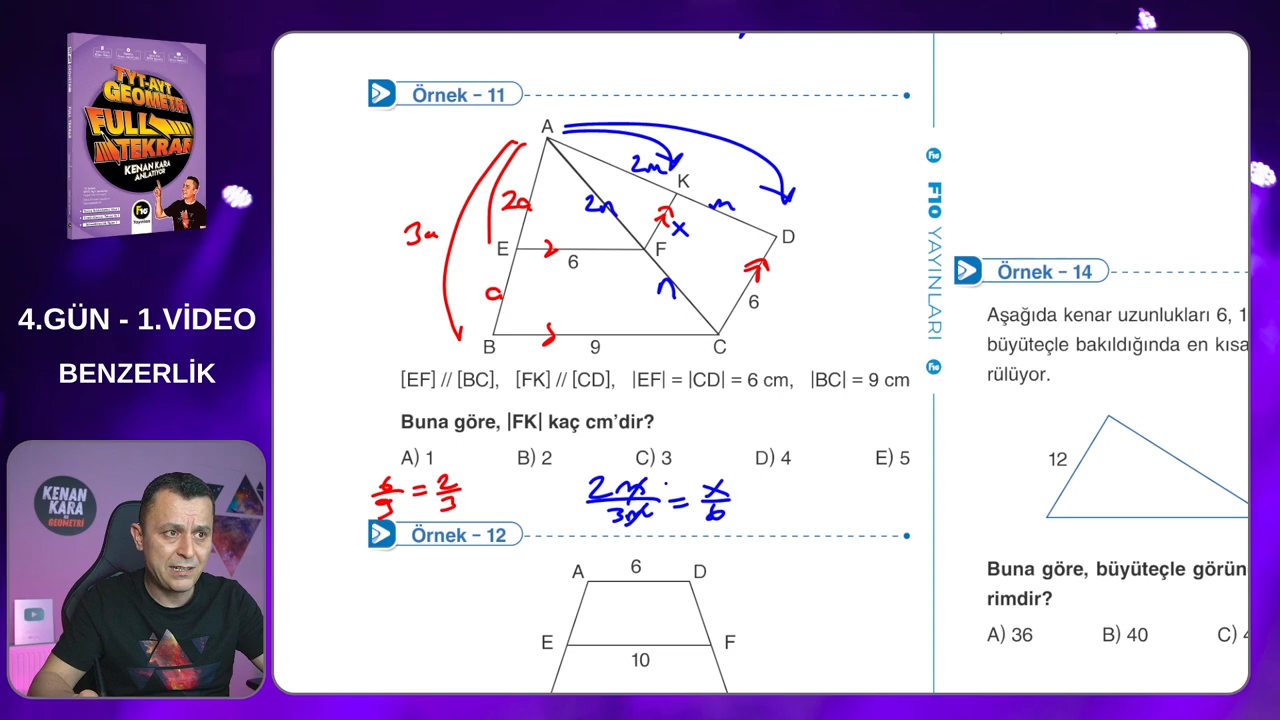 TYT-AYT
GEOMETRİ
FULL
TEKRAR
KENAN KARA
ANLATIYOR
F10
Yayınları
4.GÜN - 1.VİDEO
BENZERLİK
KENAN
KARA
GEOMETRİ
Örnek – 11
A
2m
K
m
D
2a
2n
3a
x
E
F
6
a
n
6
B
9
C
[EF] // [BC], [FK] // [CD], |EF| = |CD| = 6 cm, |BC| = 9 cm
Buna göre, |FK| kaç cm'dir?
A) 1 B) 2 C) 3 D) 4 E) 5
6/9 = 2/3 2m/3m = x/6
Örnek – 12
A 6 D
E F
10
F10 YAYINLARI
Örnek – 14
Aşağıda kenar uzunlukları 6, 1
büyüteçle bakıldığında en kısa
rülüyor.
12
Buna göre, büyüteçle görün
rimdir?
A) 36 B) 40 C) 4